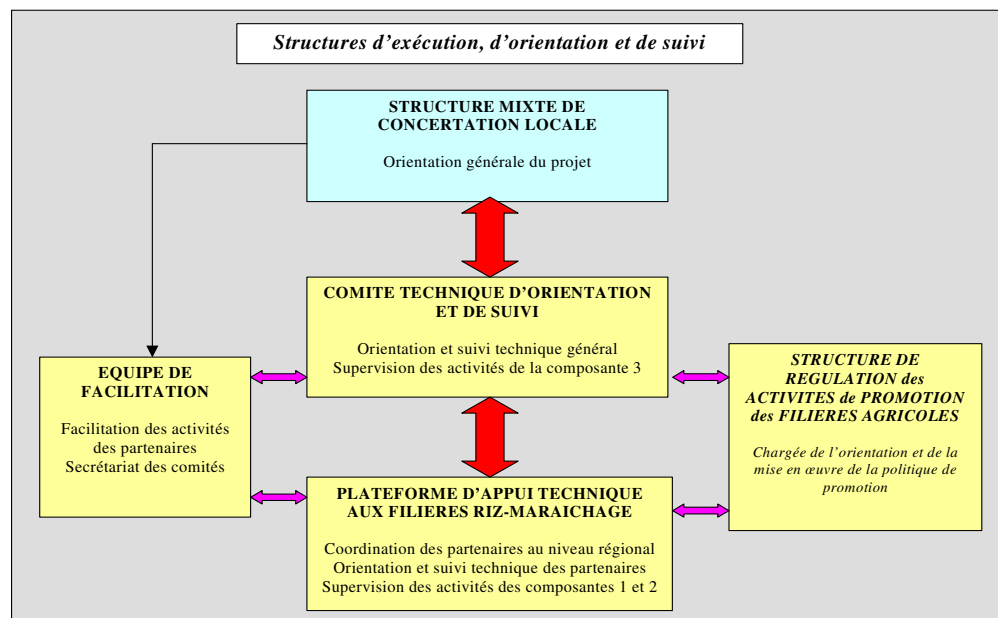 Structures d’exécution, d’orientation et de suivi
STRUCTURE MIXTE DE
CONCERTATION LOCALE
Orientation générale du projet
COMITE TECHNIQUE D’ORIENTATION
ET DE SUIVI
Orientation et suivi technique général
Supervision des activités de la composante 3
EQUIPE DE
FACILITATION
Facilitation des activités
des partenaires
Secrétariat des comités
STRUCTURE DE
REGULATION des
ACTIVITES de PROMOTION
des FILIERES AGRICOLES
Chargée de l’orientation et de la
mise en œuvre de la politique de
promotion
PLATEFORME D’APPUI TECHNIQUE
AUX FILIERES RIZ-MARAICHAGE
Coordination des partenaires au niveau régional
Orientation et suivi technique des partenaires
Supervision des activités des composantes 1 et 2